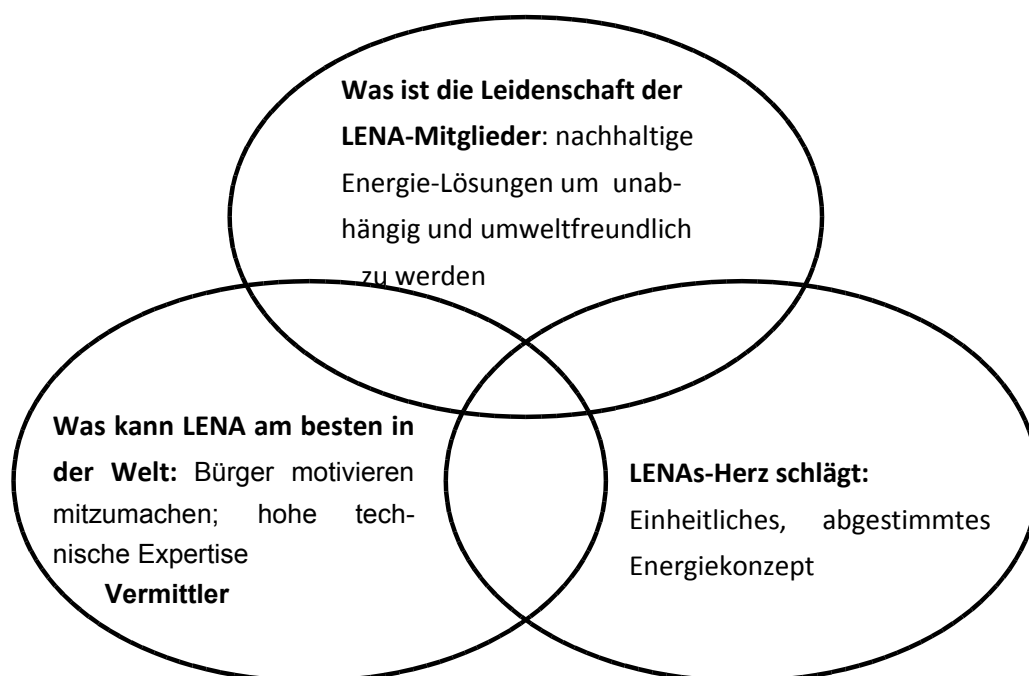 Was ist die Leidenschaft der
LENA-Mitglieder: nachhaltige
Energie-Lösungen um unab-
hängig und umweltfreundlich
zu werden
Was kann LENA am besten in
der Welt: Bürger motivieren
mitzumachen; hohe tech-
nische Expertise
Vermittler
LENAs-Herz schlägt:
Einheitliches, abgestimmtes
Energiekonzept